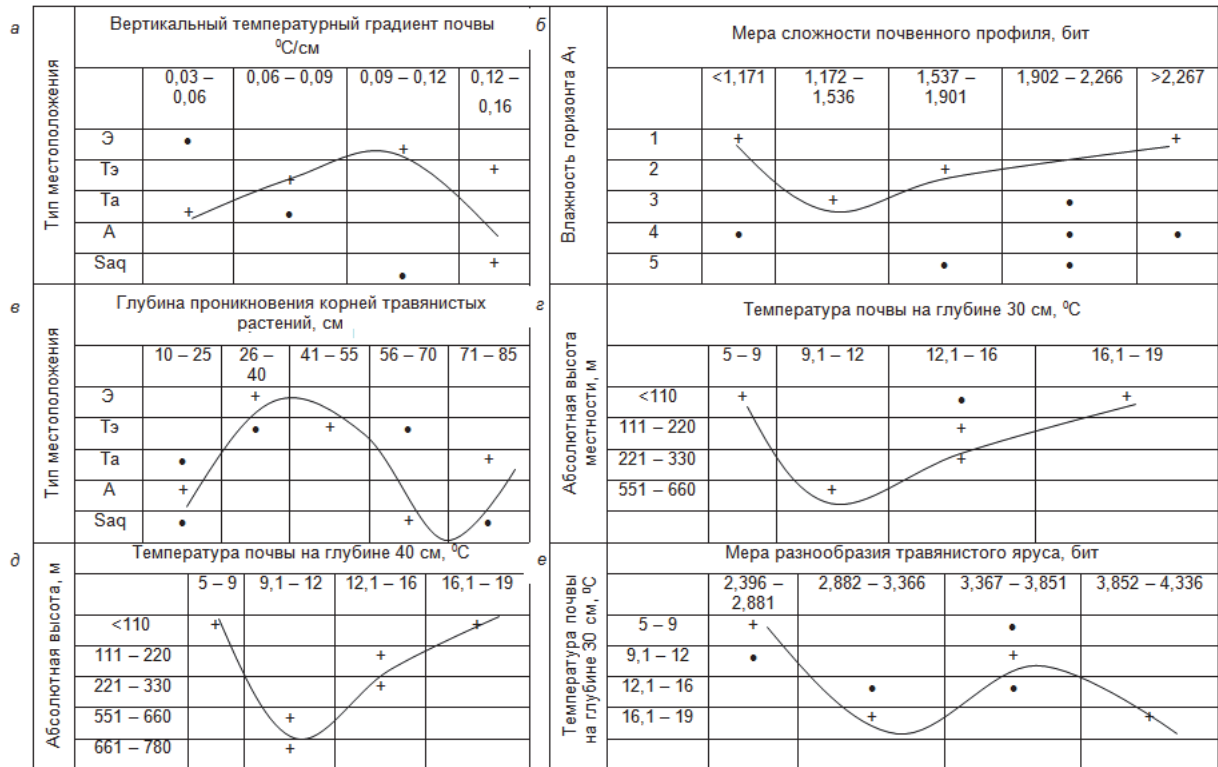 а
Вертикальный температурный градиент почвы
⁰С/см
Тип местоположения
0,03 – 0,06
0,06 – 0,09
0,09 – 0,12
0,12 – 0,16
Э
Тэ
Та
А
Saq
б
Мера сложности почвенного профиля, бит
Влажность горизонта А₁
<1,171
1,172 – 1,536
1,537 – 1,901
1,902 – 2,266
>2,267
1
2
3
4
5
в
Глубина проникновения корней травянистых
растений, см
Тип местоположения
10 – 25
26 – 40
41 – 55
56 – 70
71 – 85
Э
Тэ
Та
А
Saq
г
Температура почвы на глубине 30 см, ⁰С
Абсолютная высота
местности, м
5 – 9
9,1 – 12
12,1 – 16
16,1 – 19
<110
111 – 220
221 – 330
551 – 660
д
Температура почвы на глубине 40 см, ⁰С
Абсолютная высота, м
5 – 9
9,1 – 12
12,1 – 16
16,1 – 19
<110
111 – 220
221 – 330
551 – 660
661 – 780
е
Мера разнообразия травянистого яруса, бит
Температура почвы
на глубине 30 см, ⁰С
2,396 – 2,881
2,882 – 3,366
3,367 – 3,851
3,852 – 4,336
5 – 9
9,1 – 12
12,1 – 16
16,1 – 19